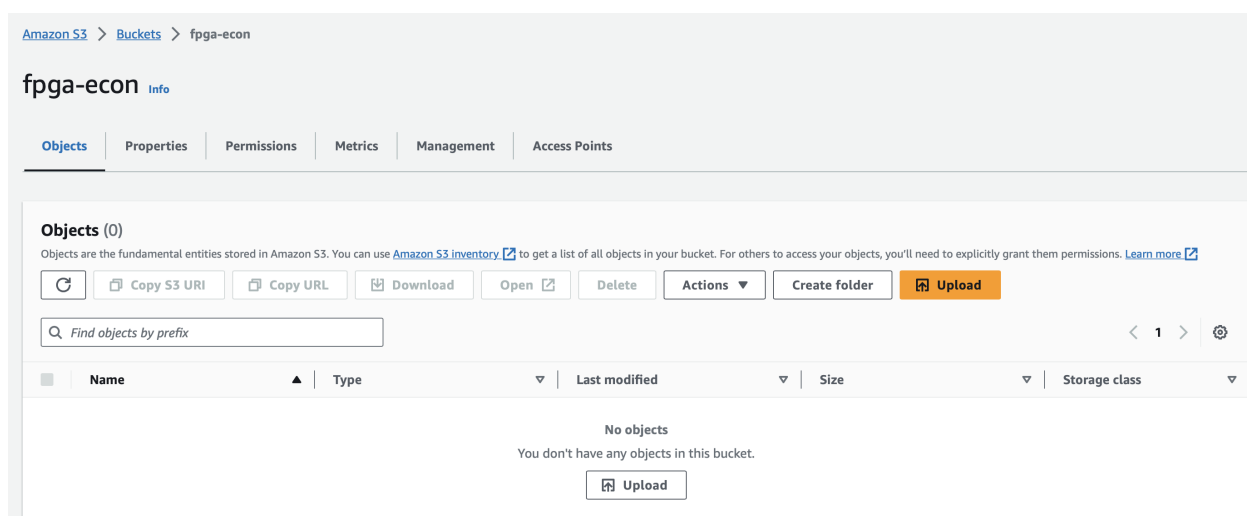 Amazon S3 > Buckets > fpga-econ
fpga-econ Info
Objects Properties Permissions Metrics Management Access Points
Objects (0)
Objects are the fundamental entities stored in Amazon S3. You can use Amazon S3 inventory to get a list of all objects in your bucket. For others to access your objects, you'll need to explicitly grant them permissions. Learn more
Copy S3 URI Copy URL Download Open Delete Actions Create folder Upload
Find objects by prefix 1
Name Type Last modified Size Storage class
No objects
You don't have any objects in this bucket.
Upload